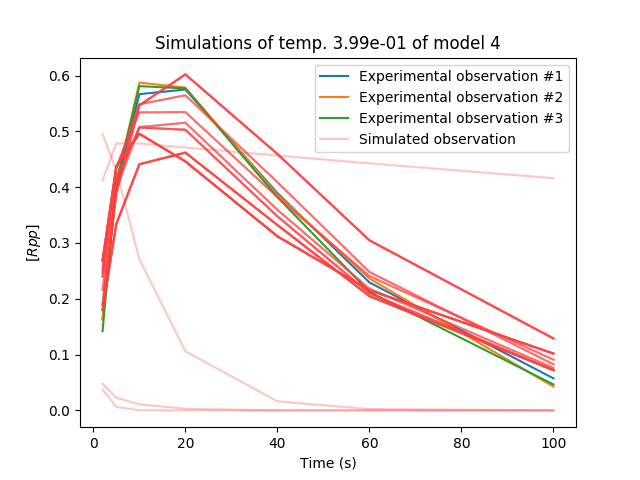 Simulations of temp. 3.99e-01 of model 4
Experimental observation #1
Experimental observation #2
Experimental observation #3
Simulated observation
[Rpp]
0.6
0.5
0.4
0.3
0.2
0.1
0.0
0 20 40 60 80 100
Time (s)